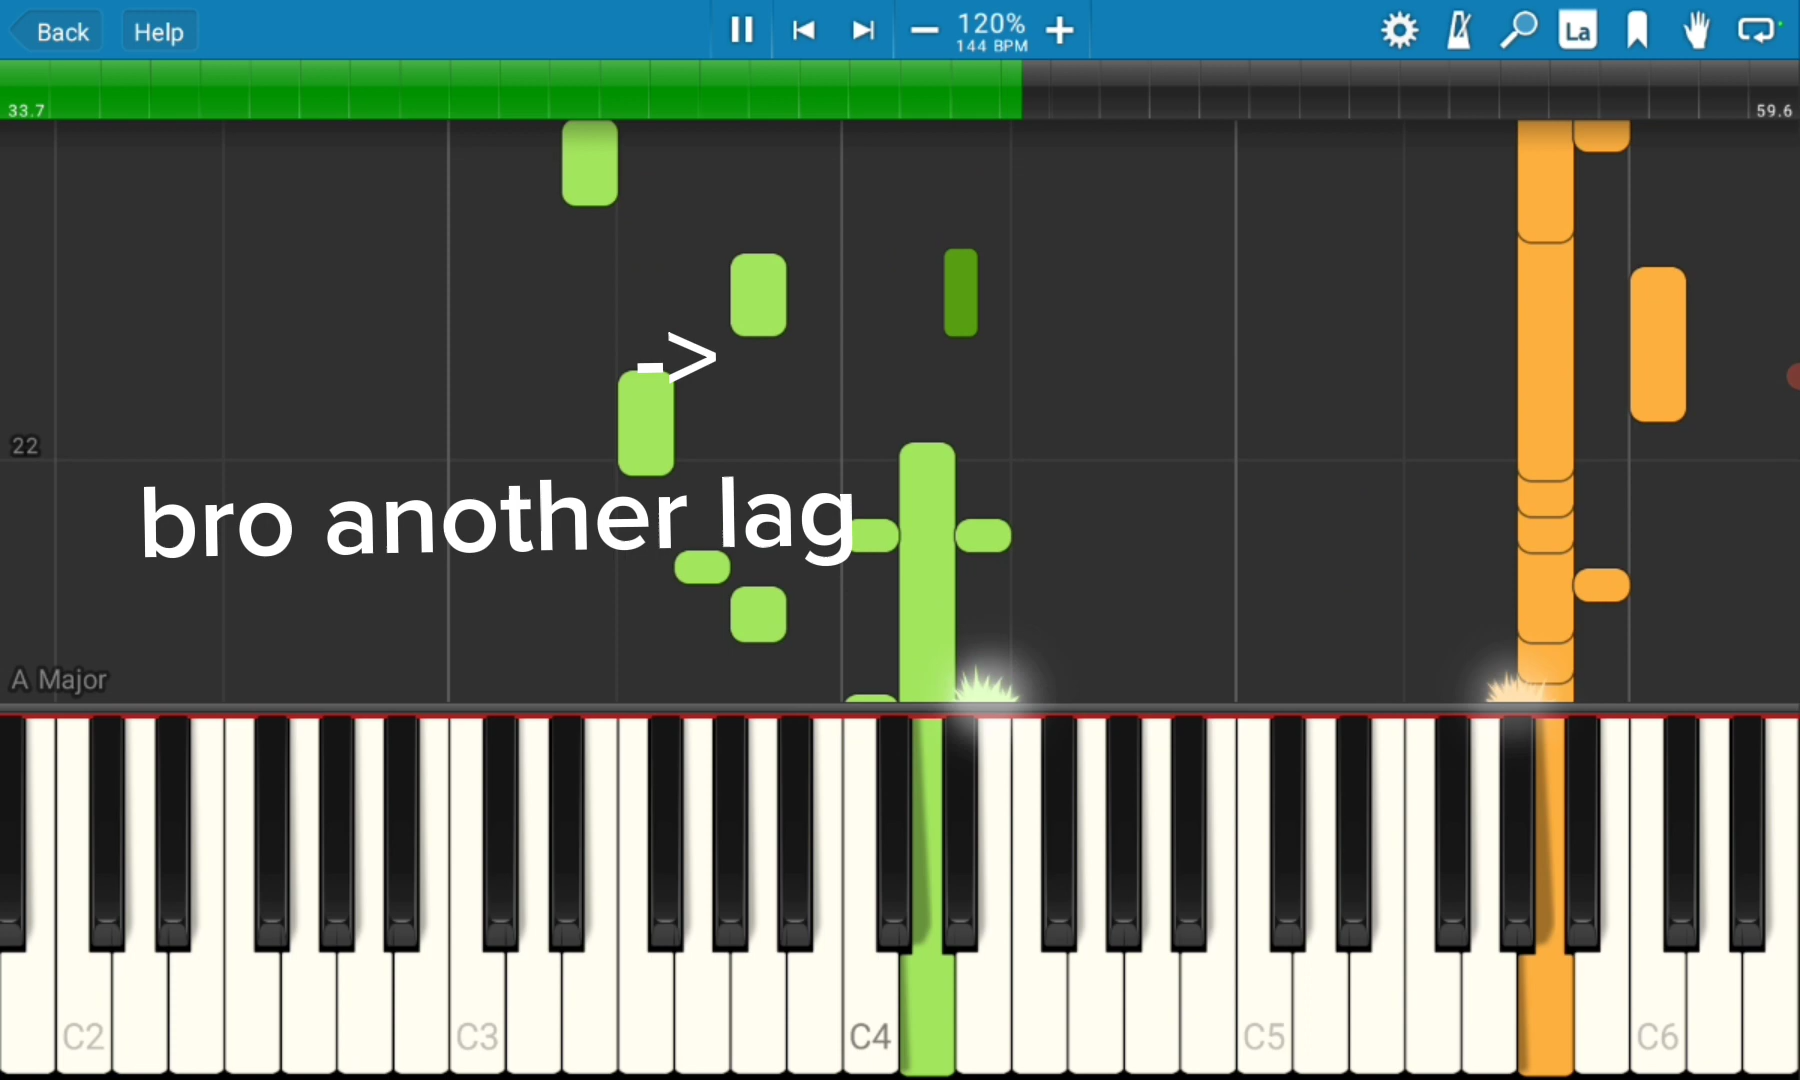 Back
Help
120%
144 BPM
La
33.7
59.6
->
22
bro another lag
A Major
C2
C3
C4
C5
C6